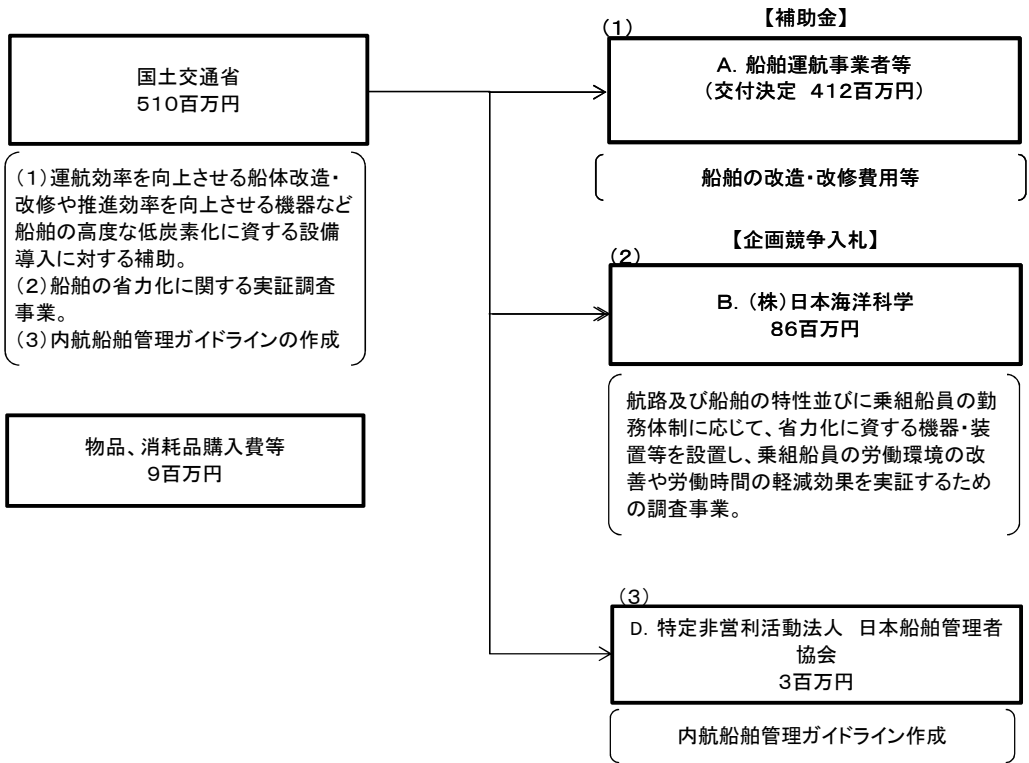 国土交通省
510百万円
(1)運航効率を向上させる船体改造・
改修や推進効率を向上させる機器など
船舶の高度な低炭素化に資する設備
導入に対する補助。
(2)船舶の省力化に関する実証調査
事業。
(3)内航船舶管理ガイドラインの作成
物品、消耗品購入費等
9百万円
【補助金】
(1)
A. 船舶運航事業者等
(交付決定 412百万円)
船舶の改造・改修費用等
【企画競争入札】
(2)
B. (株)日本海洋科学
86百万円
航路及び船舶の特性並びに乗組船員の勤
務体制に応じて、省力化に資する機器・装
置等を設置し、乗組船員の労働環境の改
善や労働時間の軽減効果を実証するため
の調査事業。
(3)
D. 特定非営利活動法人 日本船舶管理者
協会
3百万円
内航船舶管理ガイドライン作成